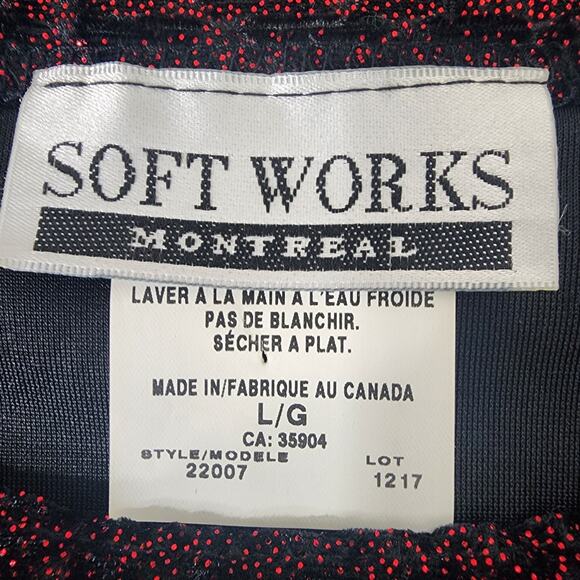 SOFT WORKS
MONTREAL
LAVER A LA MAIN A L'EAU FROIDE
PAS DE BLANCHIR.
SÉCHER A PLAT.
MADE IN/FABRIQUE AU CANADA
L/G
CA: 35904
STYLE/MODELE LOT
22007 1217